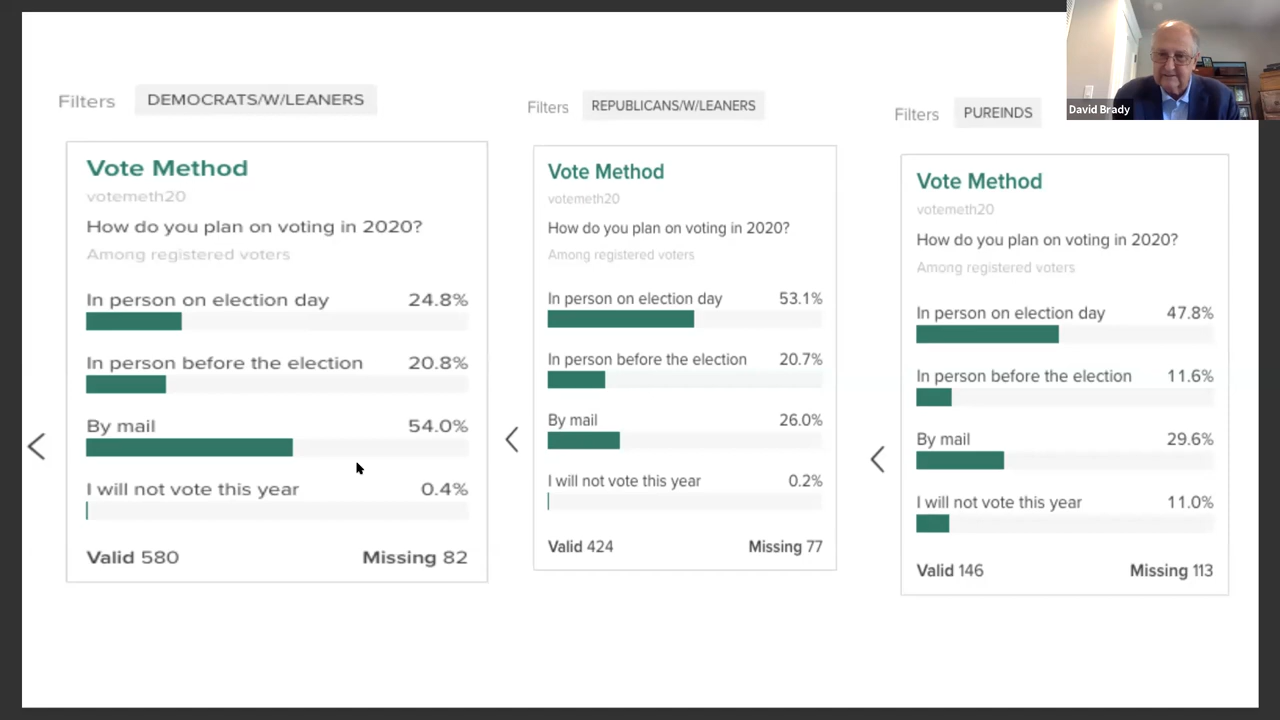 David Brady
Filters DEMOCRATS/W/LEANERS
Vote Method
votemeth20
How do you plan on voting in 2020?
Among registered voters
In person on election day 24.8%
In person before the election 20.8%
By mail 54.0%
I will not vote this year 0.4%
Valid 580 Missing 82
Filters REPUBLICANS/W/LEANERS
Vote Method
votemeth20
How do you plan on voting in 2020?
Among registered voters
In person on election day 53.1%
In person before the election 20.7%
By mail 26.0%
I will not vote this year 0.2%
Valid 424 Missing 77
Filters PUREINDS
Vote Method
votemeth20
How do you plan on voting in 2020?
Among registered voters
In person on election day 47.8%
In person before the election 11.6%
By mail 29.6%
I will not vote this year 11.0%
Valid 146 Missing 113